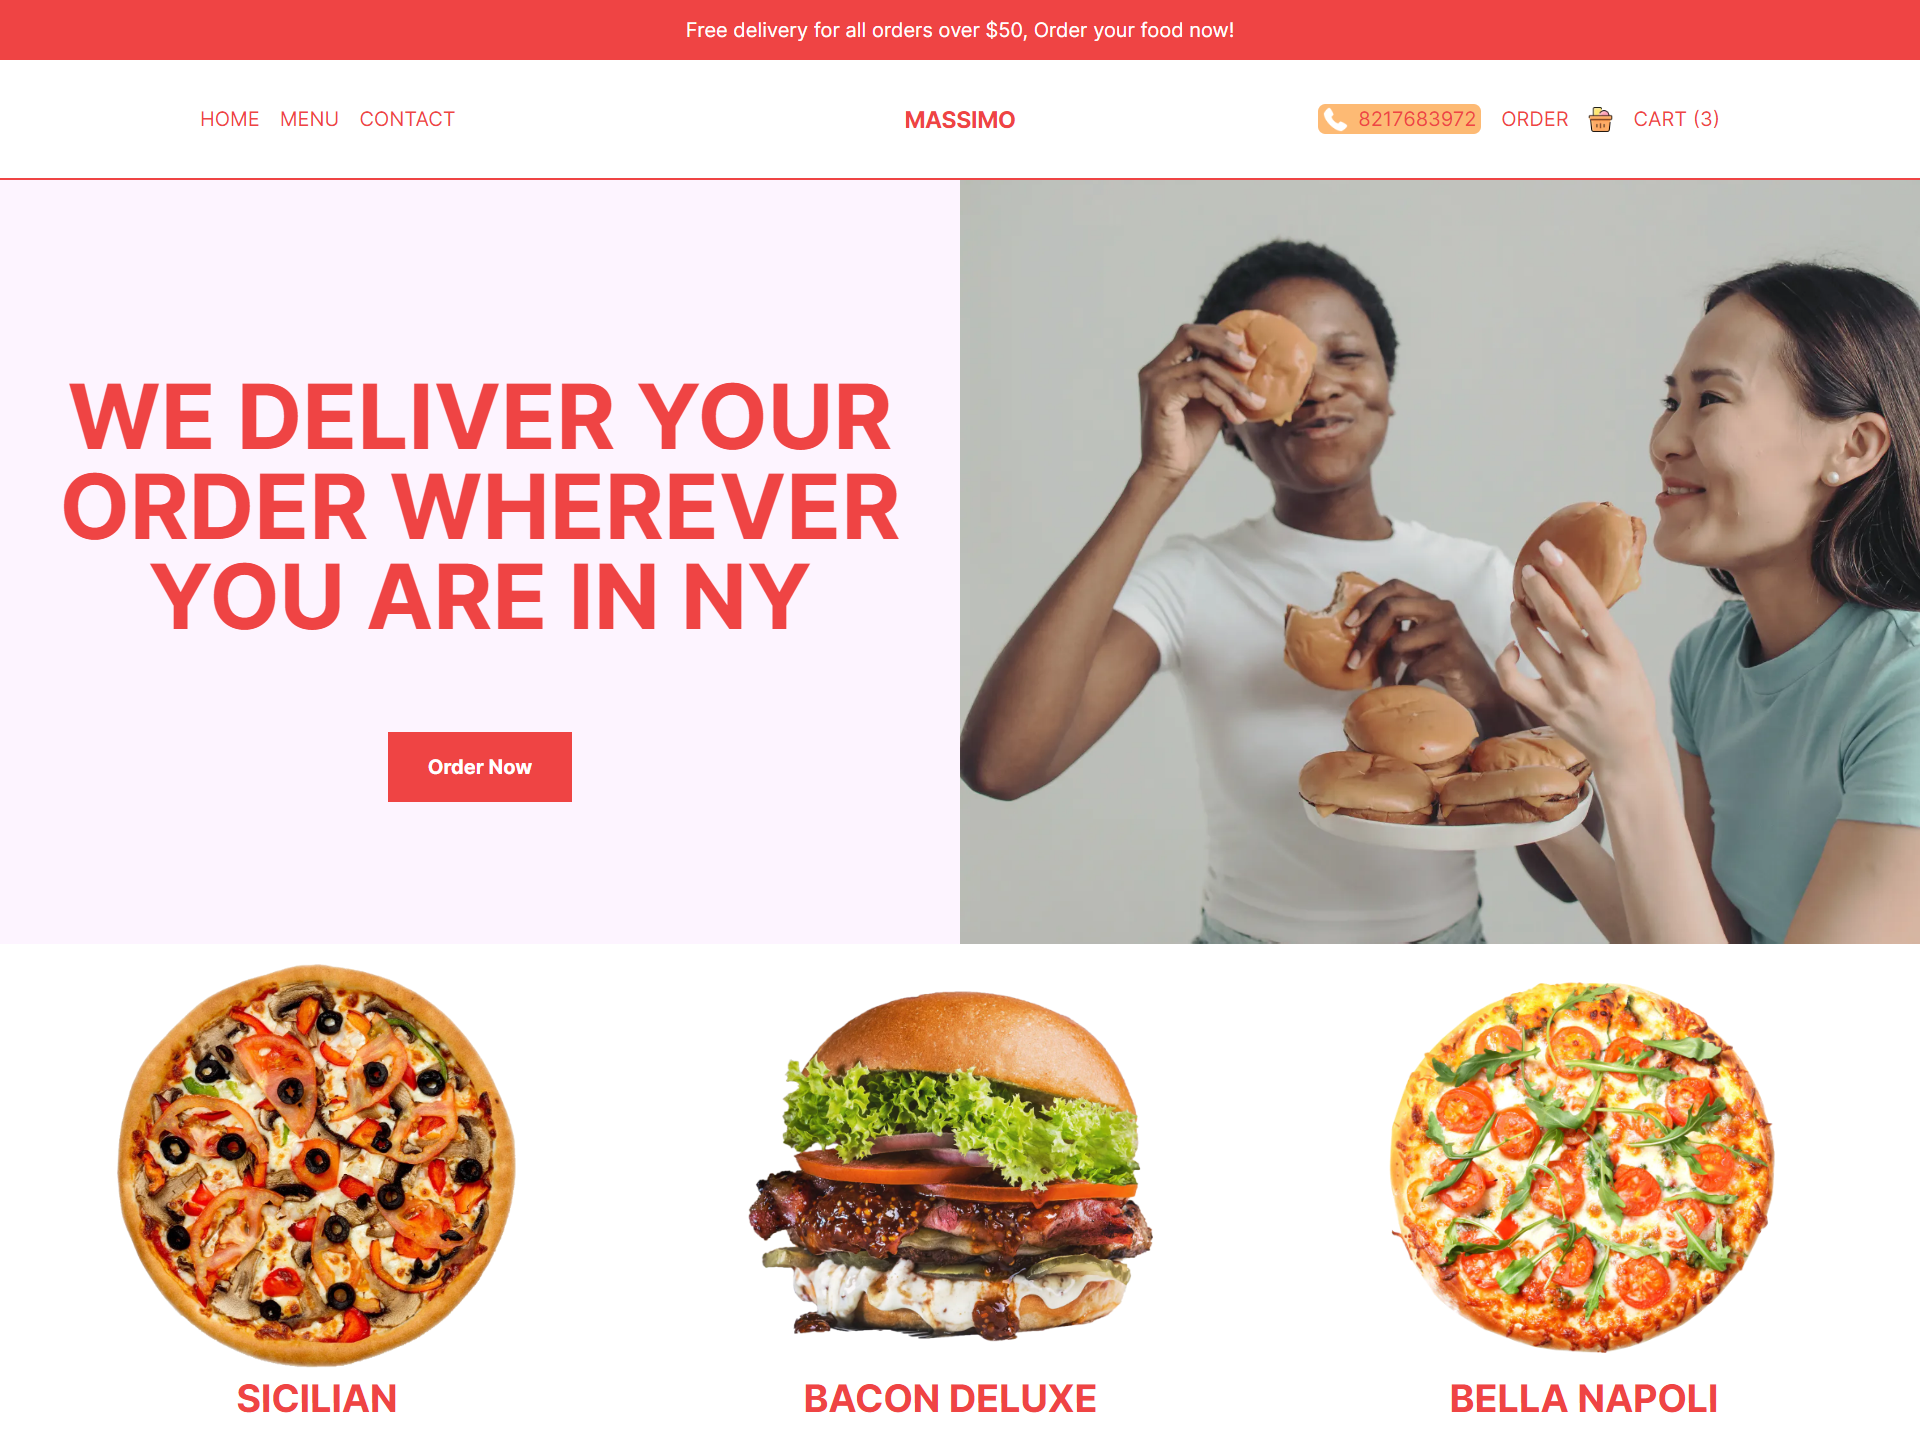 Free delivery for all orders over $50, Order your food now!
HOME MENU CONTACT
MASSIMO
8217683972 ORDER CART (3)
WE DELIVER YOUR
ORDER WHEREVER
YOU ARE IN NY
Order Now
SICILIAN
BACON DELUXE
BELLA NAPOLI